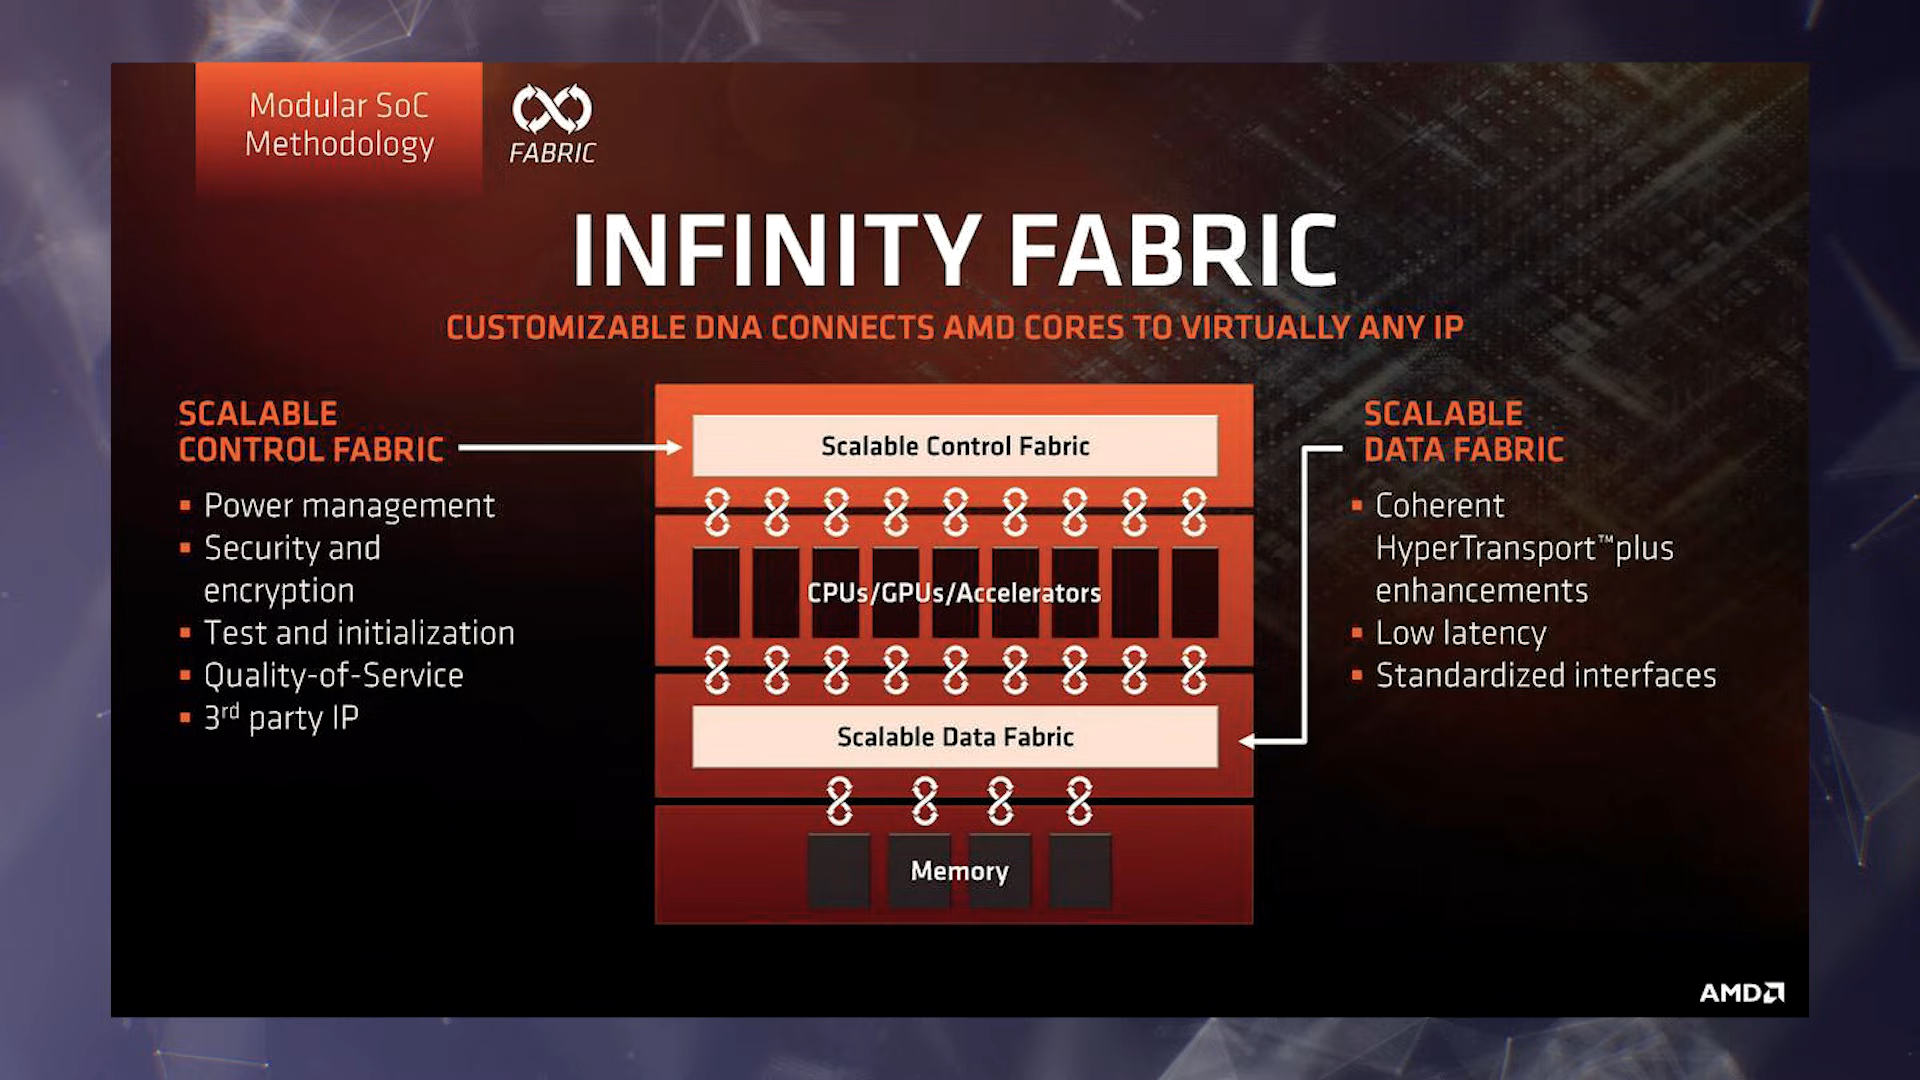 Modular SoC
Methodology
FABRIC
INFINITY FABRIC
CUSTOMIZABLE DNA CONNECTS AMD CORES TO VIRTUALLY ANY IP
SCALABLE
CONTROL FABRIC
▪ Power management
▪ Security and
encryption
▪ Test and initialization
▪ Quality-of-Service
▪ 3rd party IP
Scalable Control Fabric
CPUs/GPUs/Accelerators
Scalable Data Fabric
Memory
SCALABLE
DATA FABRIC
▪ Coherent
HyperTransport™plus
enhancements
▪ Low latency
▪ Standardized interfaces
AMD